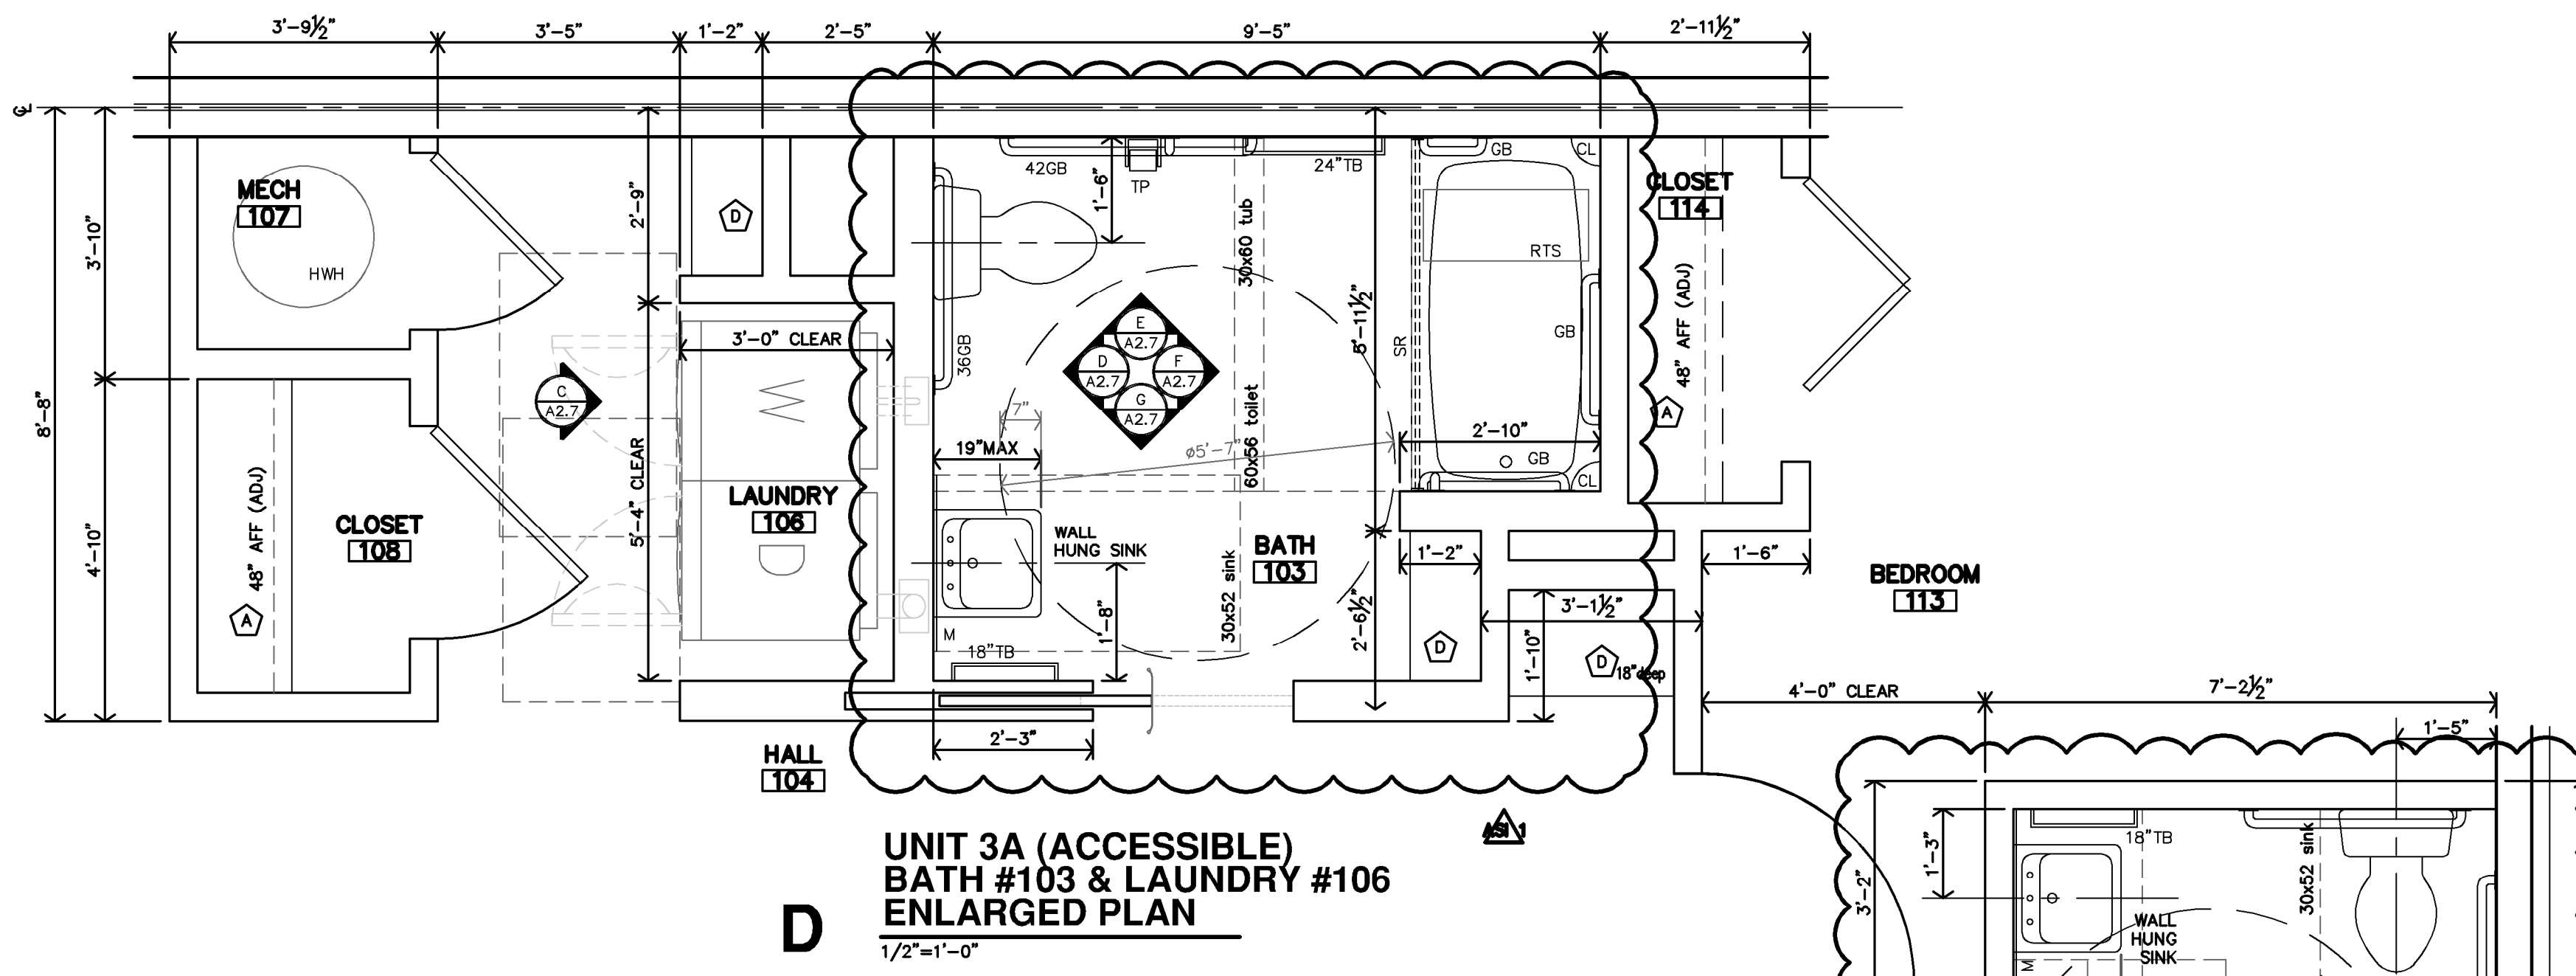 3'-9½"
3'-5"
1'-2"
2'-5"
9'-5"
2'-11½"
℄
MECH
107
HWH
3'-10"
8'-8"
4'-10"
2'-9"
D
42GB
TP
1'-6"
24"TB
GB
CL
CLOSET
114
30x60 tub
RTS
3'-0" CLEAR
36GB
E
A2.7
D
A2.7
F
A2.7
G
A2.7
5'-11½"
SR
GB
48" AFF (ADJ)
A
C
A2.7
7"
19"MAX
ø5'-7"
60x56 toilet
2'-10"
GB
CL
5'-4" CLEAR
LAUNDRY
106
CLOSET
108
48" AFF (ADJ)
A
WALL
HUNG SINK
BATH
103
30x52 sink
1'-2"
1'-6"
BEDROOM
113
M
18"TB
1'-8"
2'-6½"
3'-1½"
D
1'-10"
D
18"deep
2'-3"
HALL
104
4'-0" CLEAR
7'-2½"
1'-5"
ASI 1
UNIT 3A (ACCESSIBLE)
BATH #103 & LAUNDRY #106
ENLARGED PLAN
D
1/2"=1'-0"
3'-2"
1'-3"
18"TB
30x52 sink
WALL
HUNG
SINK
M